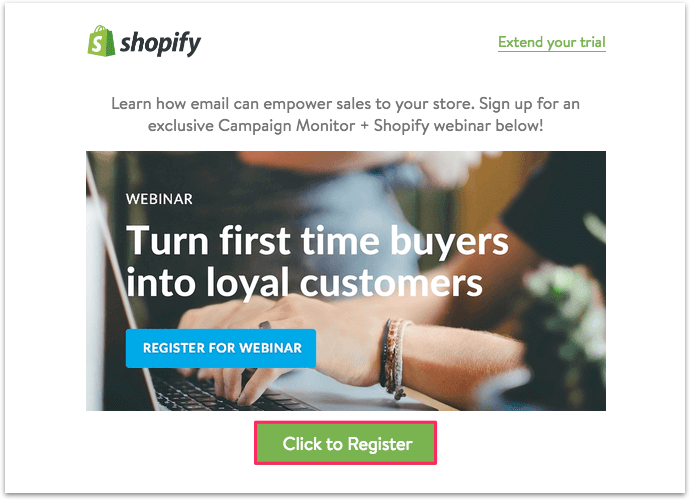 shopify
Extend your trial
Learn how email can empower sales to your store. Sign up for an
exclusive Campaign Monitor + Shopify webinar below!
WEBINAR
Turn first time buyers
into loyal customers
REGISTER FOR WEBINAR
Click to Register